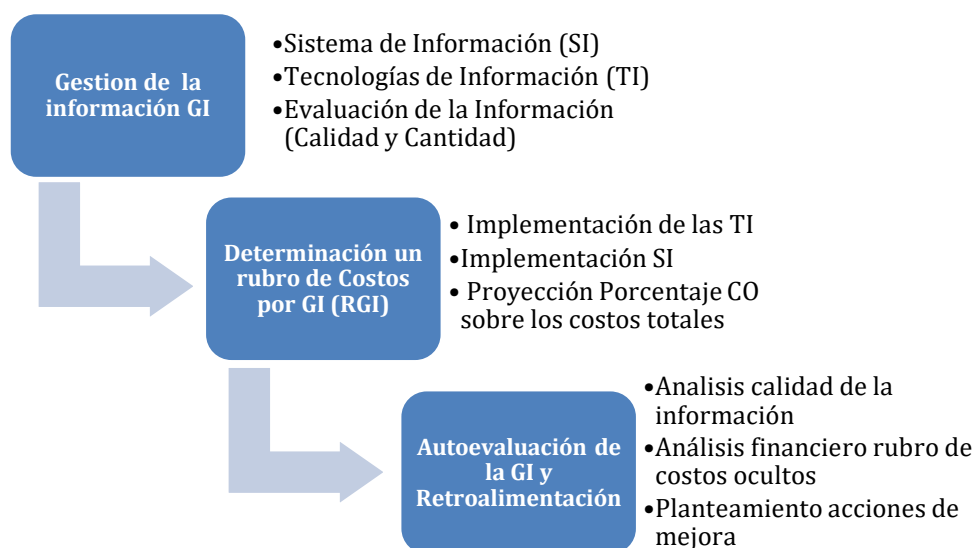 Gestion de la
información GI
•Sistema de Información (SI)
•Tecnologías de Información (TI)
•Evaluación de la Información
(Calidad y Cantidad)
Determinación un
rubro de Costos
por GI (RGI)
• Implementación de las TI
•Implementación SI
• Proyección Porcentaje CO
sobre los costos totales
Autoevaluación de
la GI y
Retroalimentación
•Analisis calidad de la
información
•Análisis financiero rubro de
costos ocultos
•Planteamiento acciones de
mejora